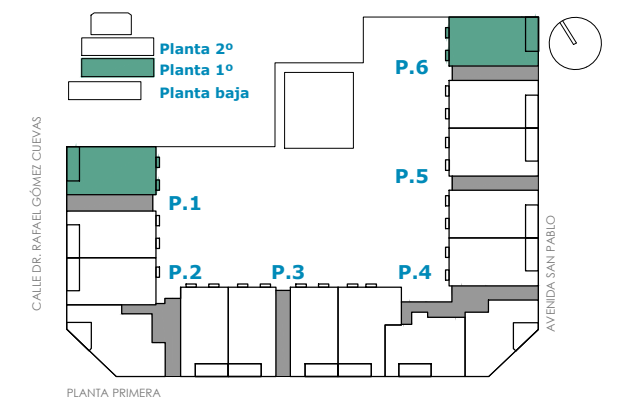 Planta 2º
Planta 1º
Planta baja
P.6
P.5
P.1
P.2
P.3
P.4
CALLE DR. RAFAEL GÓMEZ CUEVAS
AVENIDA SAN PABLO
PLANTA PRIMERA